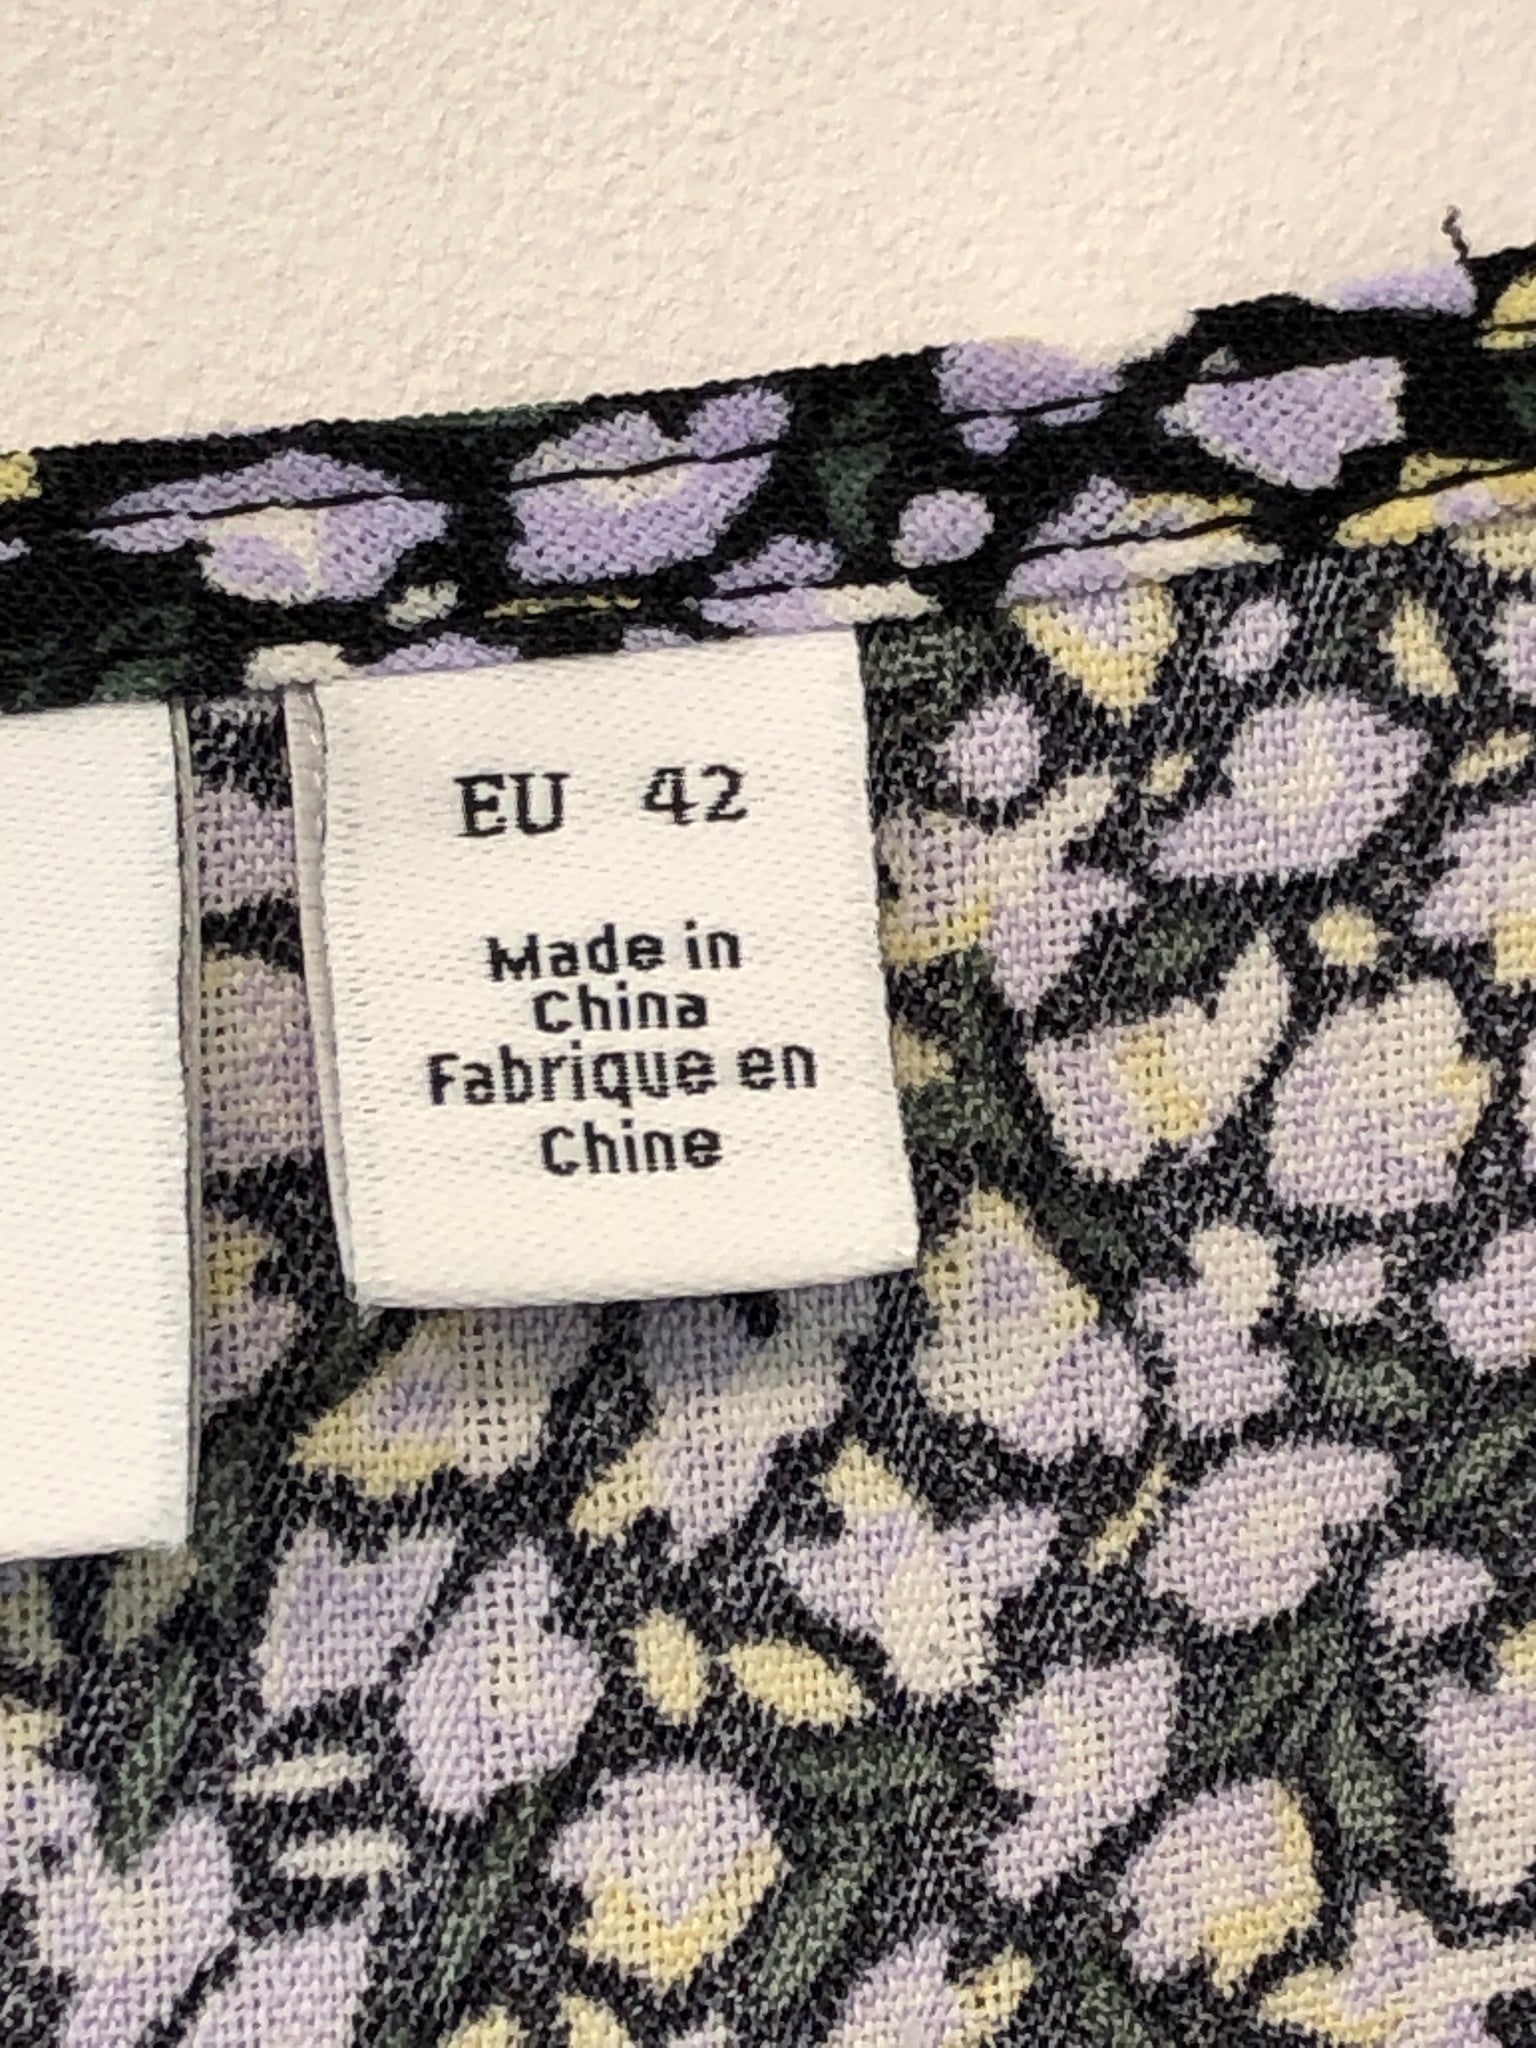 EU 42
Made in
China
Fabrique en
Chine